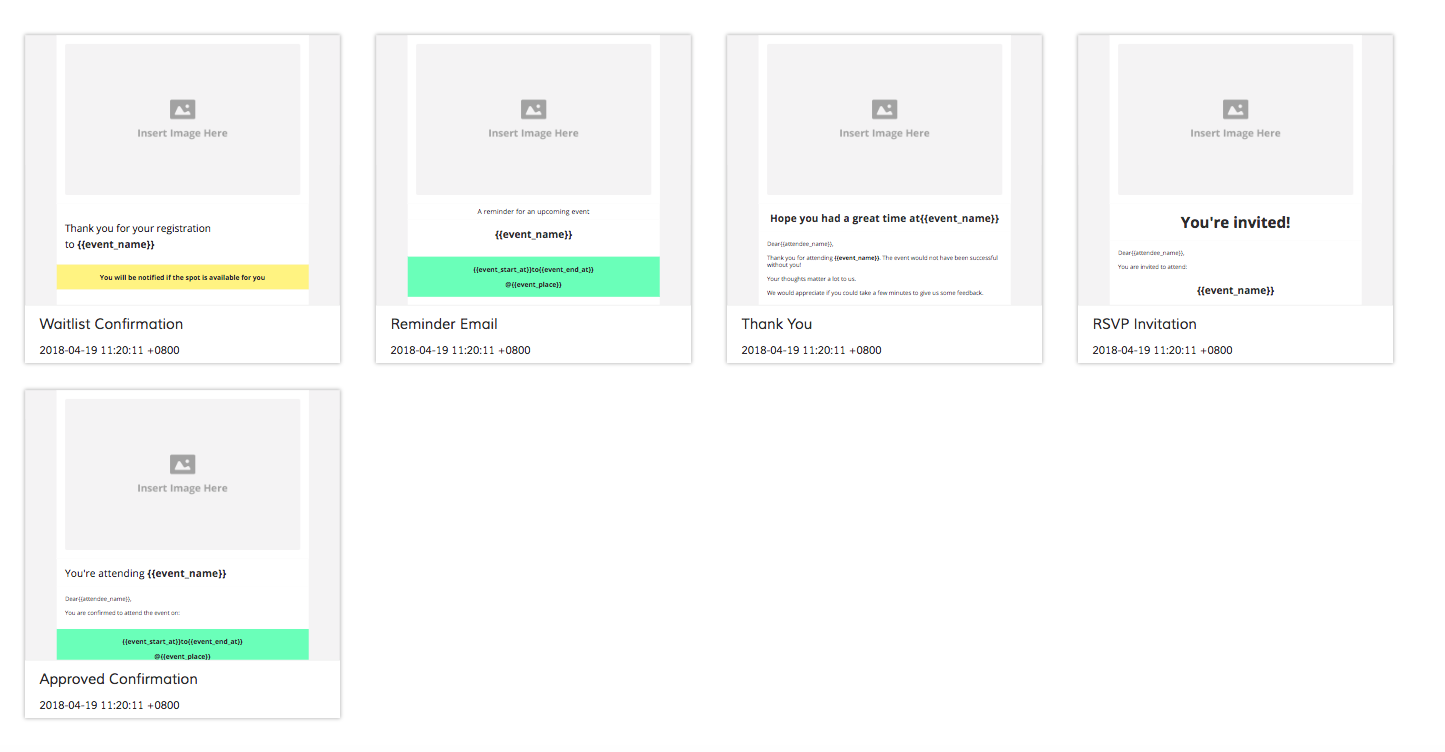 Insert Image Here
Thank you for your registration
to {{event_name}}
You will be notified if the spot is available for you
Waitlist Confirmation
2018-04-19 11:20:11 +0800
Insert Image Here
A reminder for an upcoming event
{{event_name}}
{{event_start_at}}to{{event_end_at}}
@{{event_place}}
Reminder Email
2018-04-19 11:20:11 +0800
Insert Image Here
Hope you had a great time at{{event_name}}
Dear{{attendee_name}},
Thank you for attending {{event_name}}. The event would not have been successful
without you!
Your thoughts matter a lot to us.
We would appreciate if you could take a few minutes to give us some feedback.
Thank You
2018-04-19 11:20:11 +0800
Insert Image Here
You're invited!
Dear{{attendee_name}},
You are invited to attend:
{{event_name}}
RSVP Invitation
2018-04-19 11:20:11 +0800
Insert Image Here
You're attending {{event_name}}
Dear{{attendee_name}},
You are confirmed to attend the event on:
{{event_start_at}}to{{event_end_at}}
@{{event_place}}
Approved Confirmation
2018-04-19 11:20:11 +0800